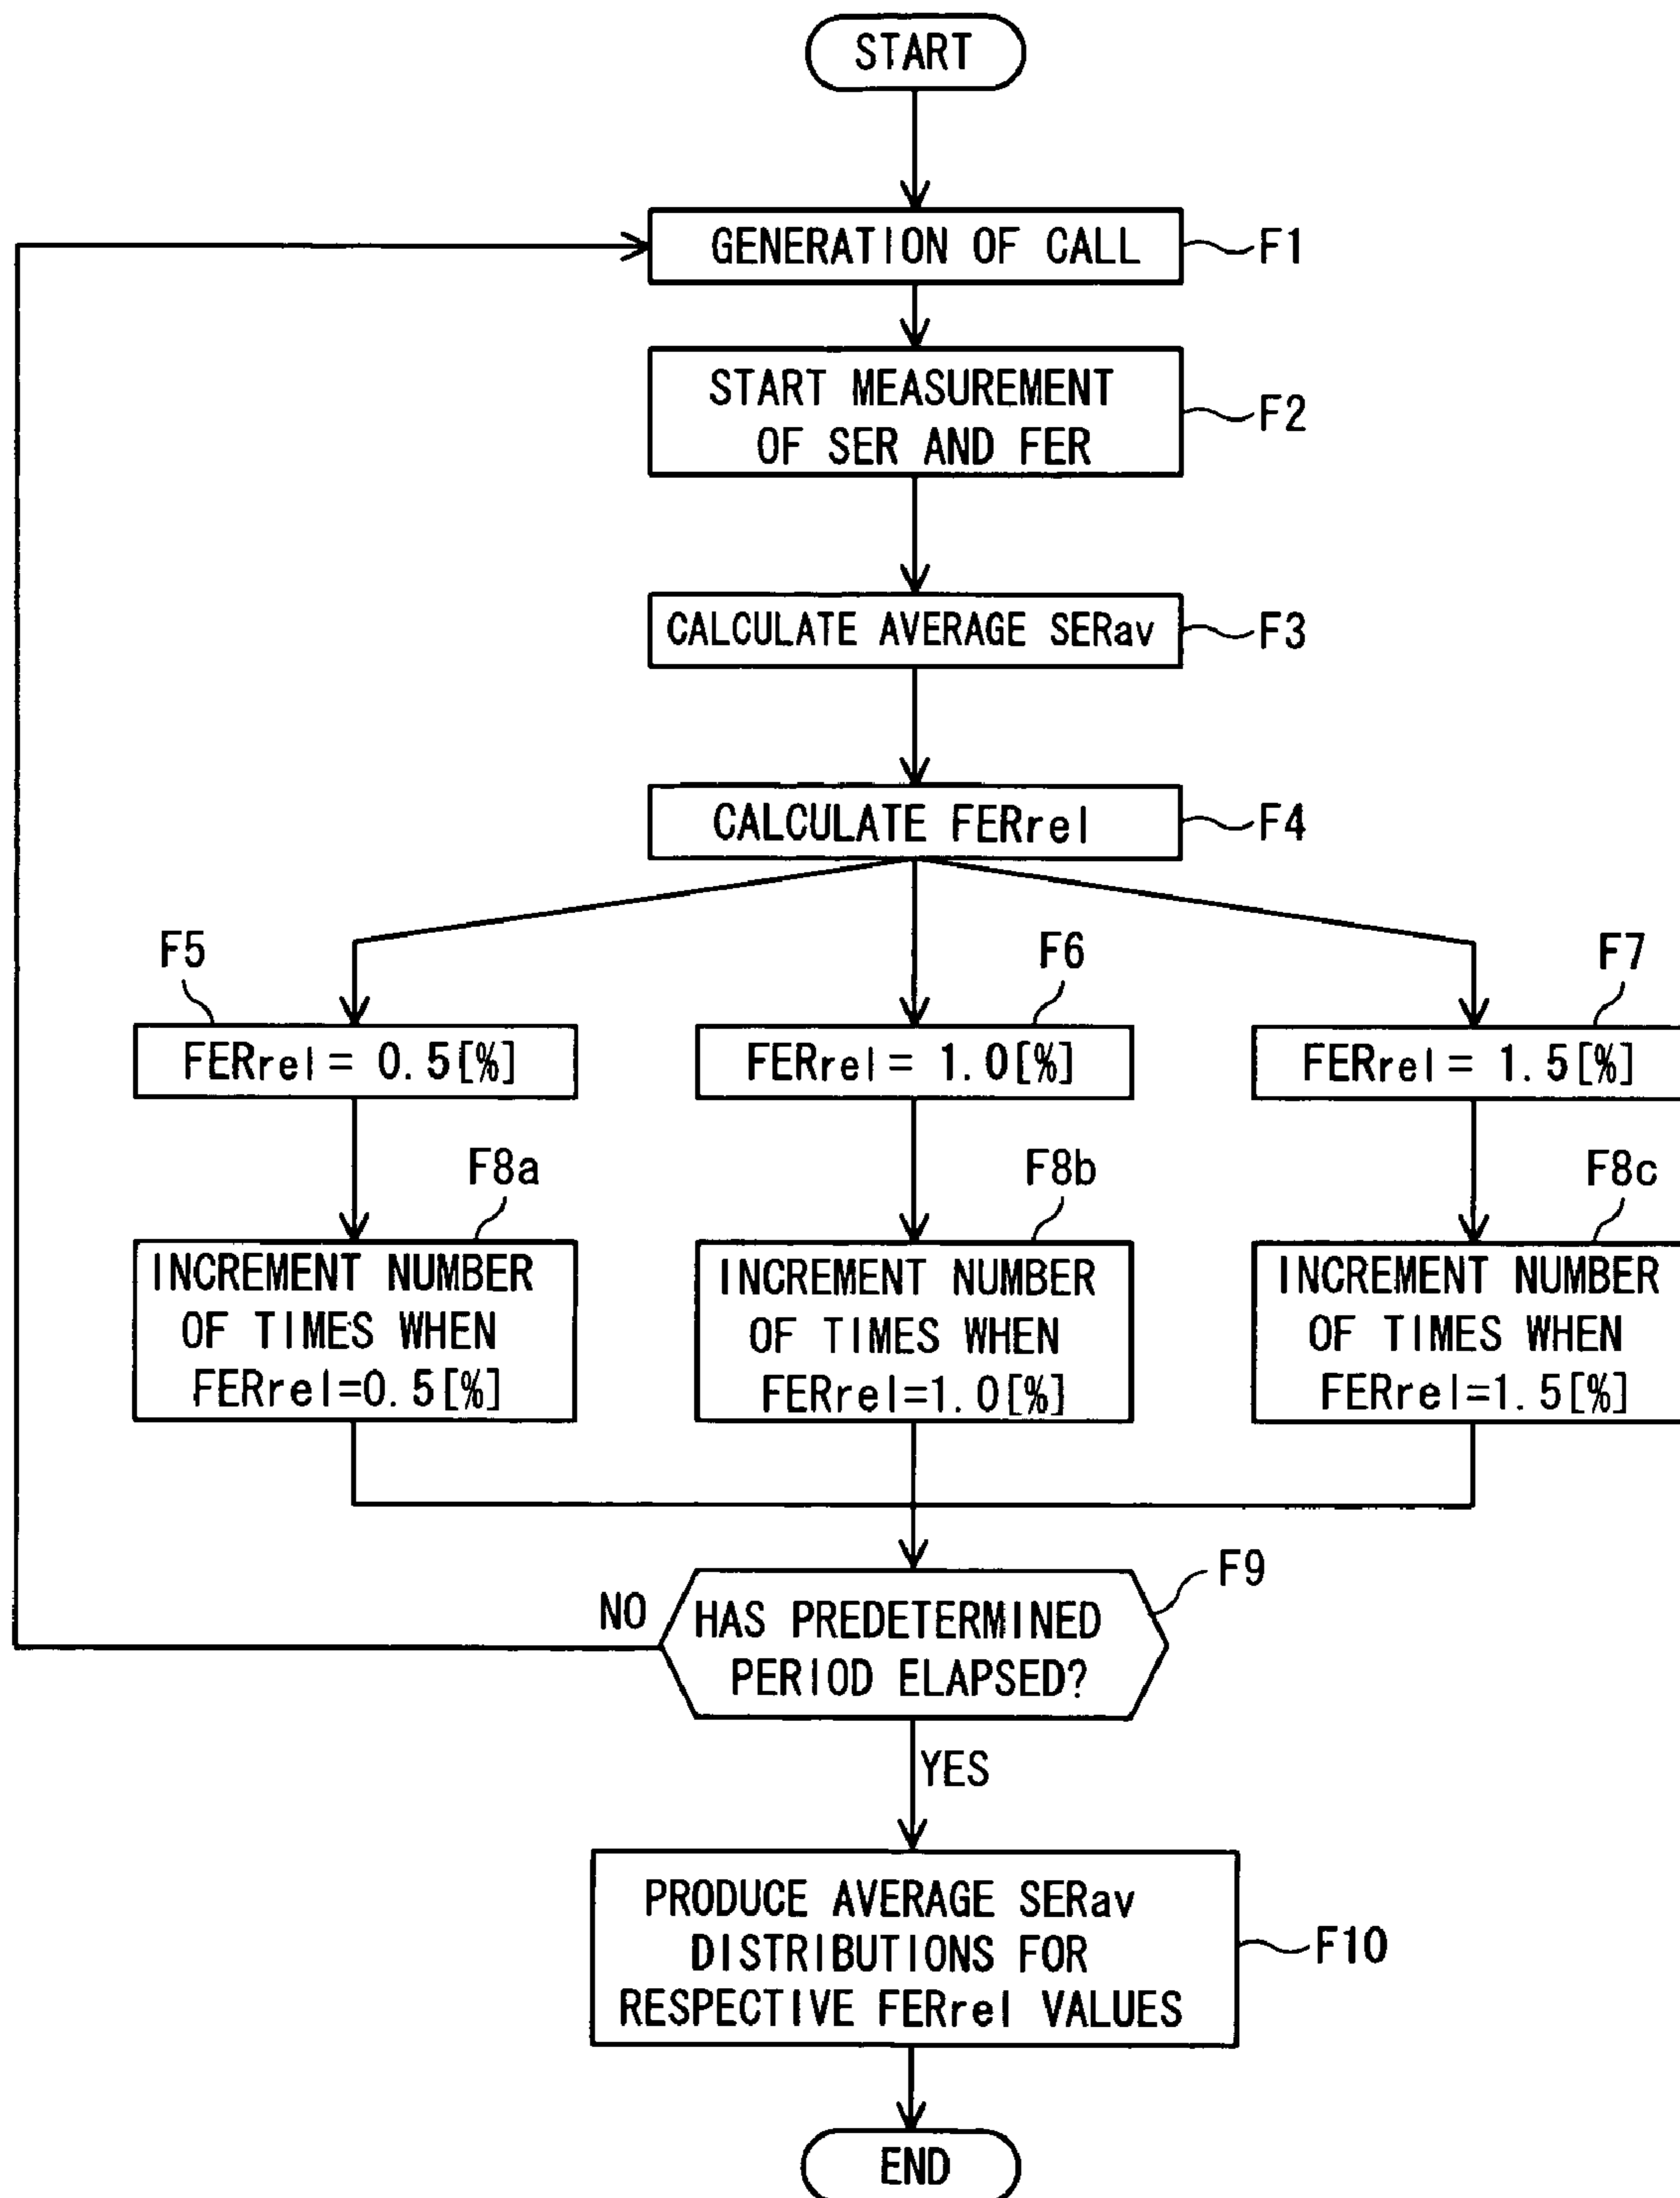 START
GENERATION OF CALL
F1
START MEASUREMENT
OF SER AND FER
F2
CALCULATE AVERAGE SERav
F3
CALCULATE FERrel
F4
F5
F6
F7
FERrel = 0.5[%]
FERrel = 1.0[%]
FERrel = 1.5[%]
F8a
F8b
F8c
INCREMENT NUMBER
OF TIMES WHEN
FERrel=0.5[%]
INCREMENT NUMBER
OF TIMES WHEN
FERrel=1.0[%]
INCREMENT NUMBER
OF TIMES WHEN
FERrel=1.5[%]
F9
NO
HAS PREDETERMINED
PERIOD ELAPSED?
YES
PRODUCE AVERAGE SERav
DISTRIBUTIONS FOR
RESPECTIVE FERrel VALUES
F10
END